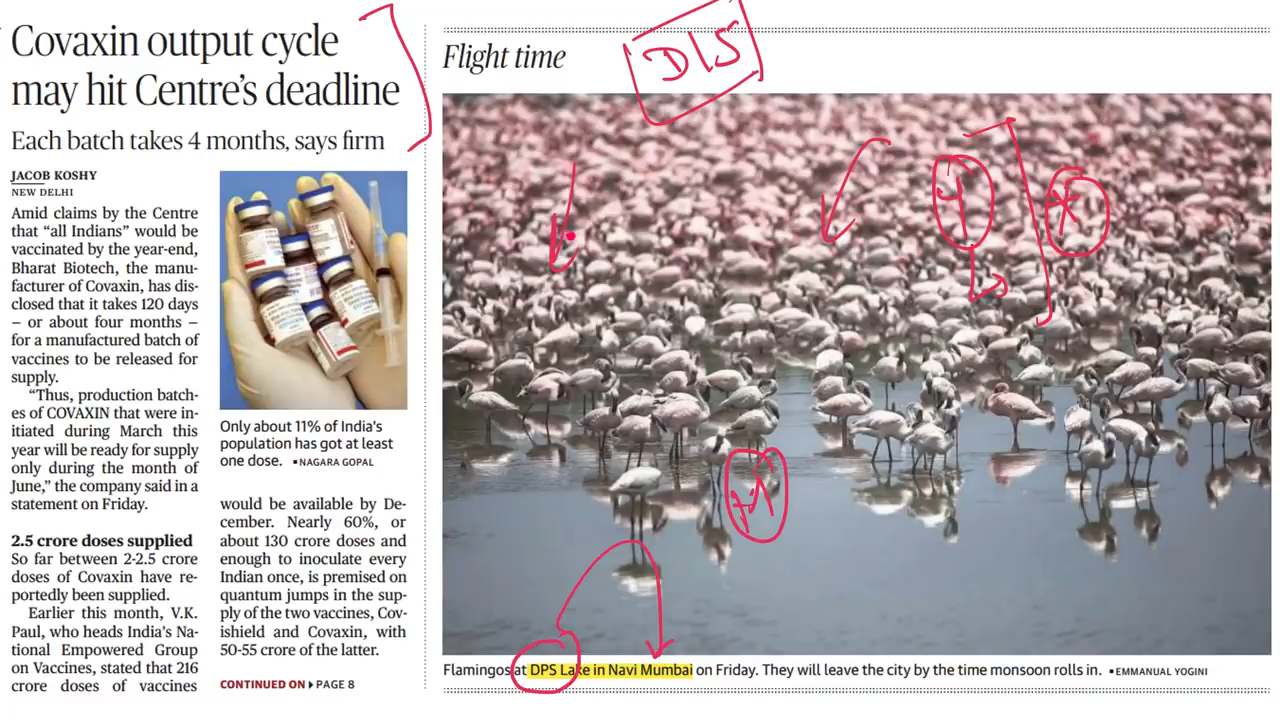 Covaxin output cycle
may hit Centre's deadline
Each batch takes 4 months, says firm
JACOB KOSHY
NEW DELHI
Amid claims by the Centre
that “all Indians” would be
vaccinated by the year-end,
Bharat Biotech, the manu-
facturer of Covaxin, has dis-
closed that it takes 120 days
– or about four months –
for a manufactured batch of
vaccines to be released for
supply.
“Thus, production batch-
es of COVAXIN that were in-
itiated during March this
year will be ready for supply
only during the month of
June,” the company said in a
statement on Friday.
2.5 crore doses supplied
So far between 2-2.5 crore
doses of Covaxin have re-
portedly been supplied.
Earlier this month, V.K.
Paul, who heads India's Na-
tional Empowered Group
on Vaccines, stated that 216
crore doses of vaccines
Only about 11% of India's
population has got at least
one dose. ▪NAGARA GOPAL
would be available by De-
cember. Nearly 60%, or
about 130 crore doses and
enough to inoculate every
Indian once, is premised on
quantum jumps in the sup-
ply of the two vaccines, Cov-
ishield and Covaxin, with
50-55 crore of the latter.
CONTINUED ON ▸ PAGE 8
Flight time
DIS
Flamingos at DPS Lake in Navi Mumbai on Friday. They will leave the city by the time monsoon rolls in. ▪EMMANUAL YOGINI